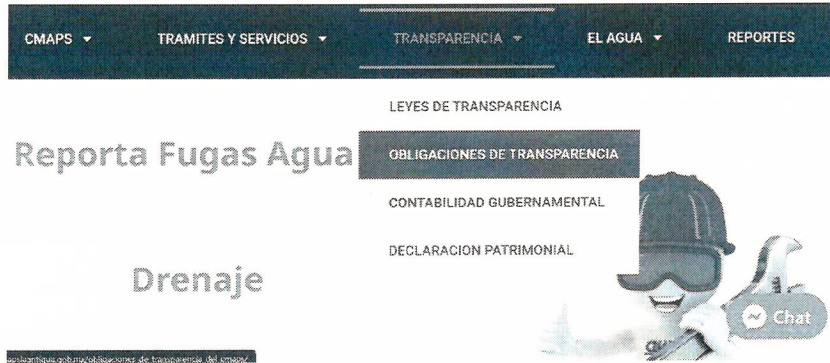 CMAPS
TRAMITES Y SERVICIOS
TRANSPARENCIA
EL AGUA
REPORTES
LEYES DE TRANSPARENCIA
OBLIGACIONES DE TRANSPARENCIA
CONTABILIDAD GUBERNAMENTAL
DECLARACION PATRIMONIAL
Reporta Fugas Agua
Drenaje
Chat